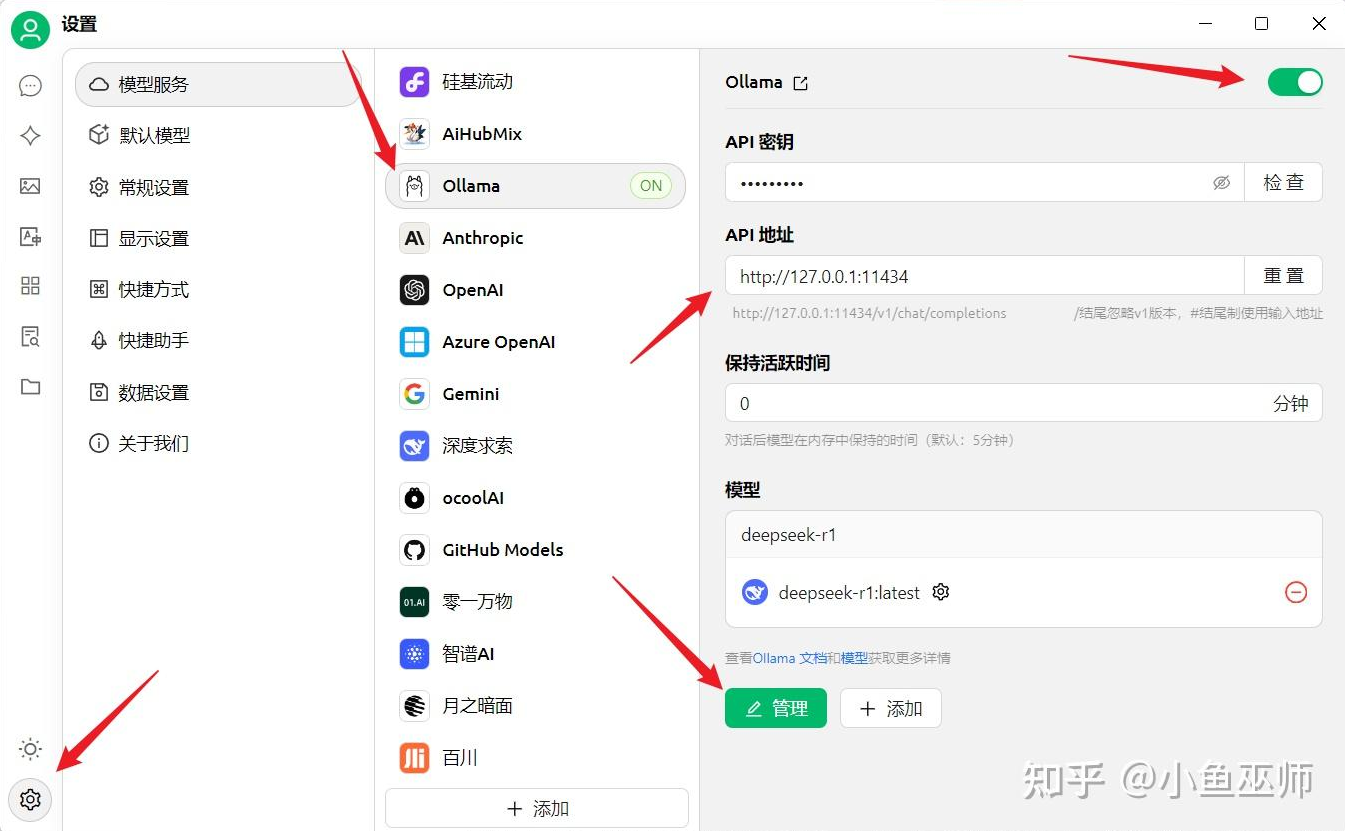 设置
模型服务
默认模型
常规设置
显示设置
快捷方式
快捷助手
数据设置
关于我们
硅基流动
AiHubMix
Ollama ON
Anthropic
OpenAI
Azure OpenAI
Gemini
深度求索
ocoolAI
GitHub Models
01.AI 零一万物
智谱AI
月之暗面
百川
+ 添加
Ollama
API 密钥
••••••••• 检 查
API 地址
http://127.0.0.1:11434 重 置
http://127.0.0.1:11434/v1/chat/completions /结尾忽略v1版本，#结尾制使用输入地址
保持活跃时间
0 分钟
对话后模型在内存中保持的时间（默认：5分钟）
模型
deepseek-r1
deepseek-r1:latest
查看Ollama 文档和模型获取更多详情
管理 + 添加
知乎 @小鱼巫师